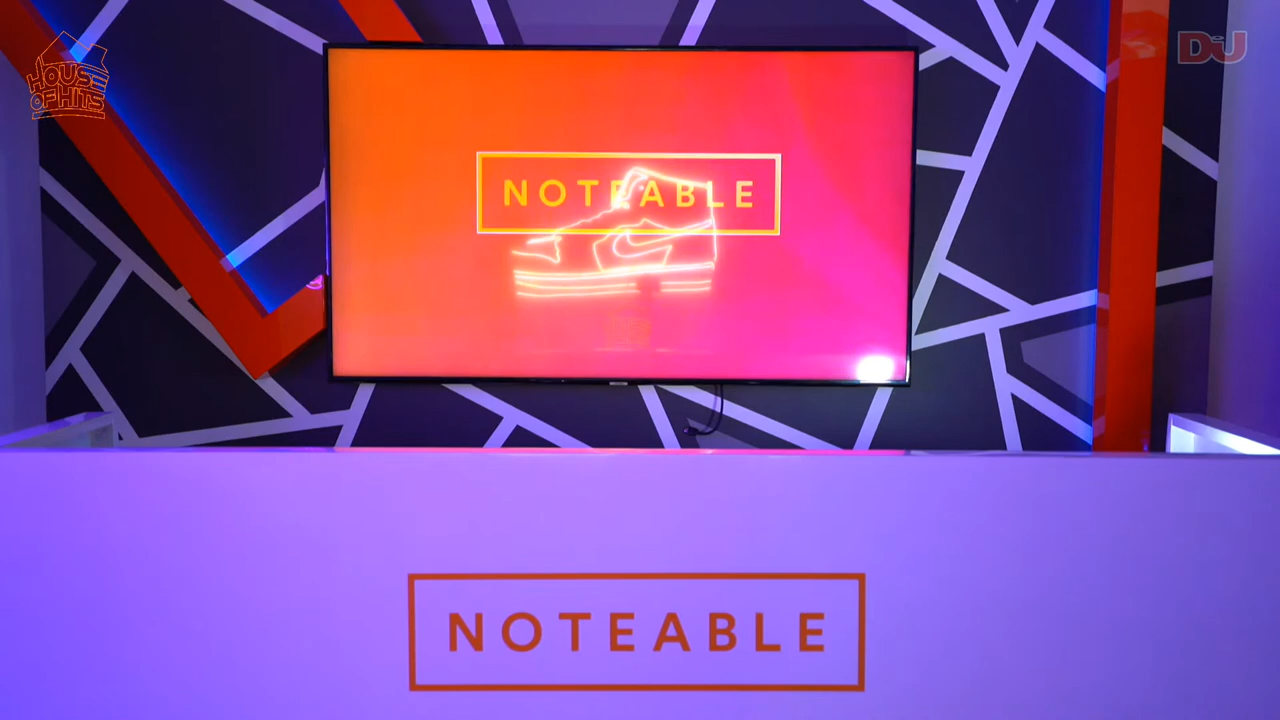 HOUSE
OF HITS
DJ
NOTEABLE
NOTEABLE